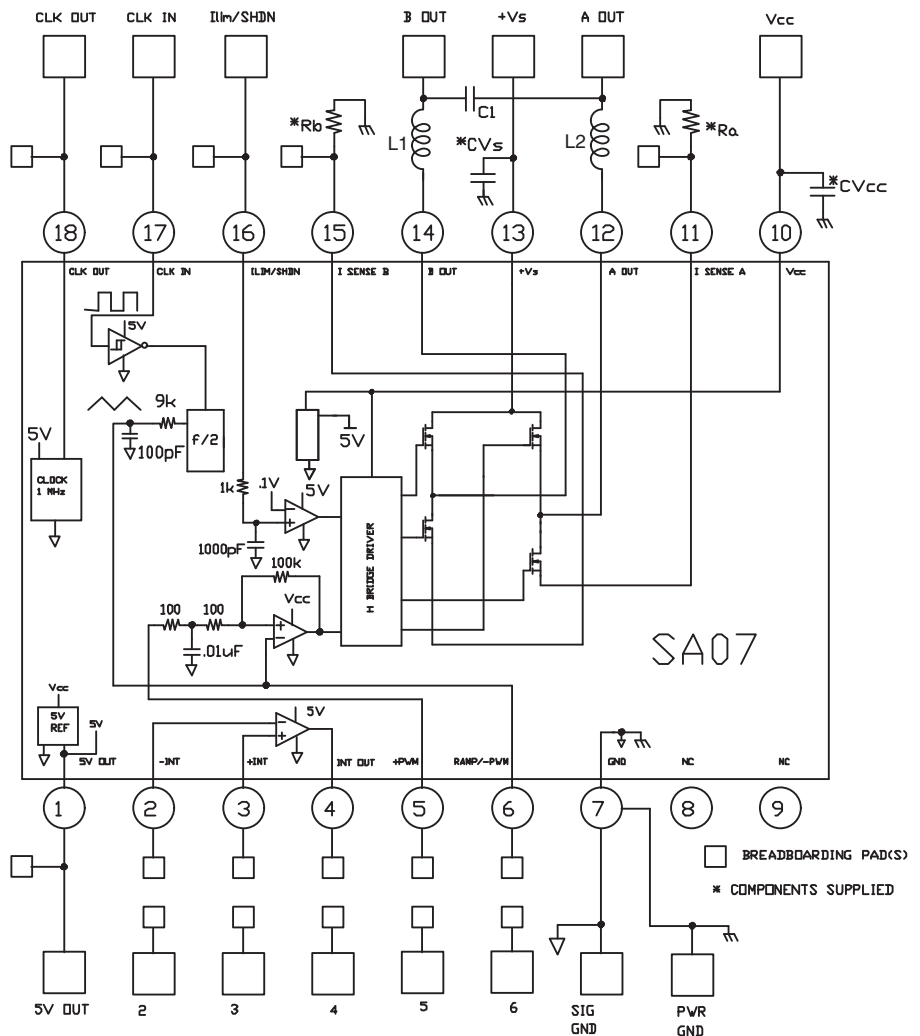 CLK OUT CLK IN Ilim/SHDN B OUT +Vs A OUT Vcc
*Rb C1 *Ra
L1 *CVs L2
*CVcc
18 17 16 15 14 13 12 11 10
CLK OUT CLK IN ILIM/SHDN I SENSE B B OUT +Vs A OUT I SENSE A Vcc
5V
9k
f/2
5V 100pF 5V
CLOCK
1 MHz
1k .1V 5V
1000pF
H BRIDGE DRIVER
100k
100 100 Vcc
.01uF
SA07
Vcc
5V
REF
5V
5V
5V OUT -INT +INT INT OUT +PWM RAMP/-PWM GND NC NC
1 2 3 4 5 6 7 8 9
BREADBOARDING PAD(S)
* COMPONENTS SUPPLIED
5V OUT 2 3 4 5 6 SIG
GND
PWR
GND